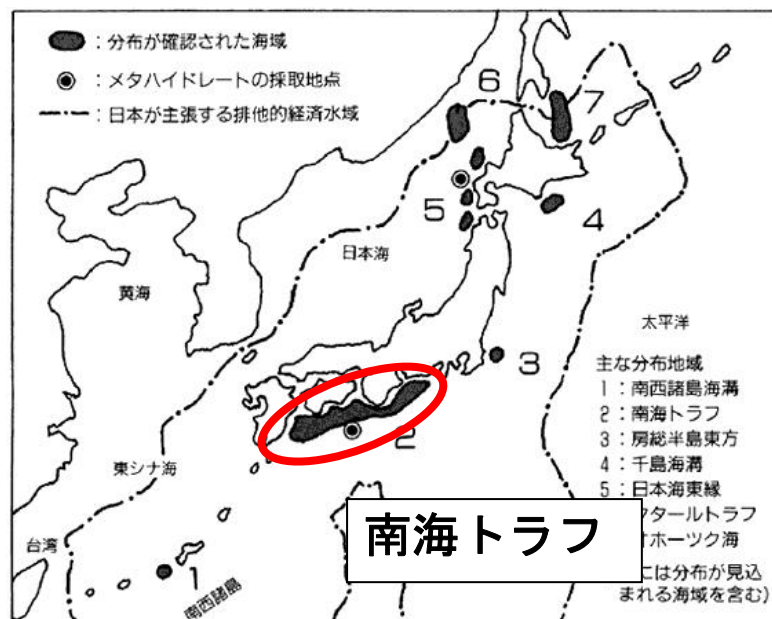 ：分布が確認された海域
：メタハイドレートの採取地点
：日本が主張する排他的経済水域
6
7
5
4
日本海
黄海
太平洋
3
主な分布地域
1：南西諸島海溝
2：南海トラフ
3：房総半島東方
4：千島海溝
5：日本海東縁
タールトラフ
オホーツク海
には分布が見込
まれる海域を含む)
2
東シナ海
南海トラフ
台湾
1
南西諸島